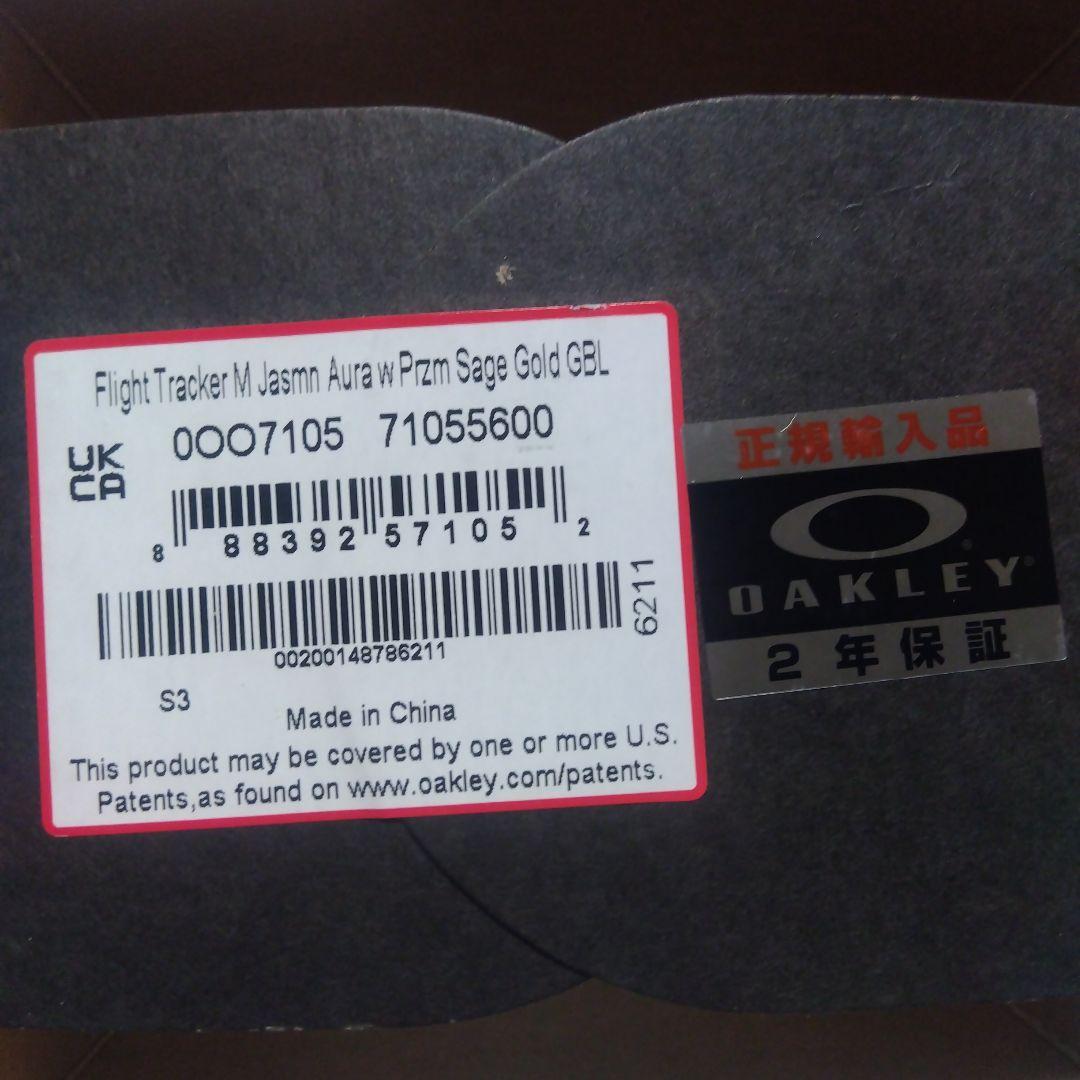 Flight Tracker M Jasmn Aura w Przm Sage Gold GBL
UK
CA
0OO7105 71055600
8 88392 57105 2
00200148786211
6211
S3
Made in China
This product may be covered by one or more U.S.
Patents,as found on www.oakley.com/patents.
正規輸入品
OAKLEY®
2年保証